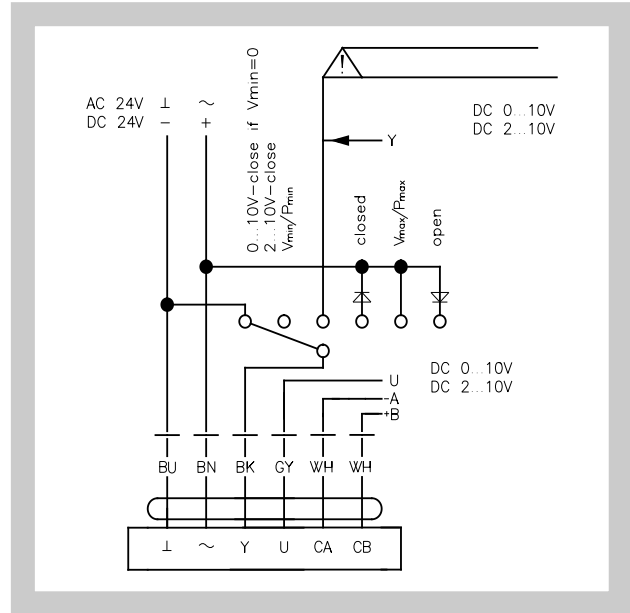 !
AC 24V ⊥ ~
DC 24V − +
DC 0...10V
DC 2...10V
Y
0...10V−close if Vmin=0
2...10V−close
Vmin/Pmin
closed
Vmax/Pmax
open
DC 0...10V
DC 2...10V
U
-A
+B
BU BN BK GY WH WH
⊥ ~ Y U CA CB